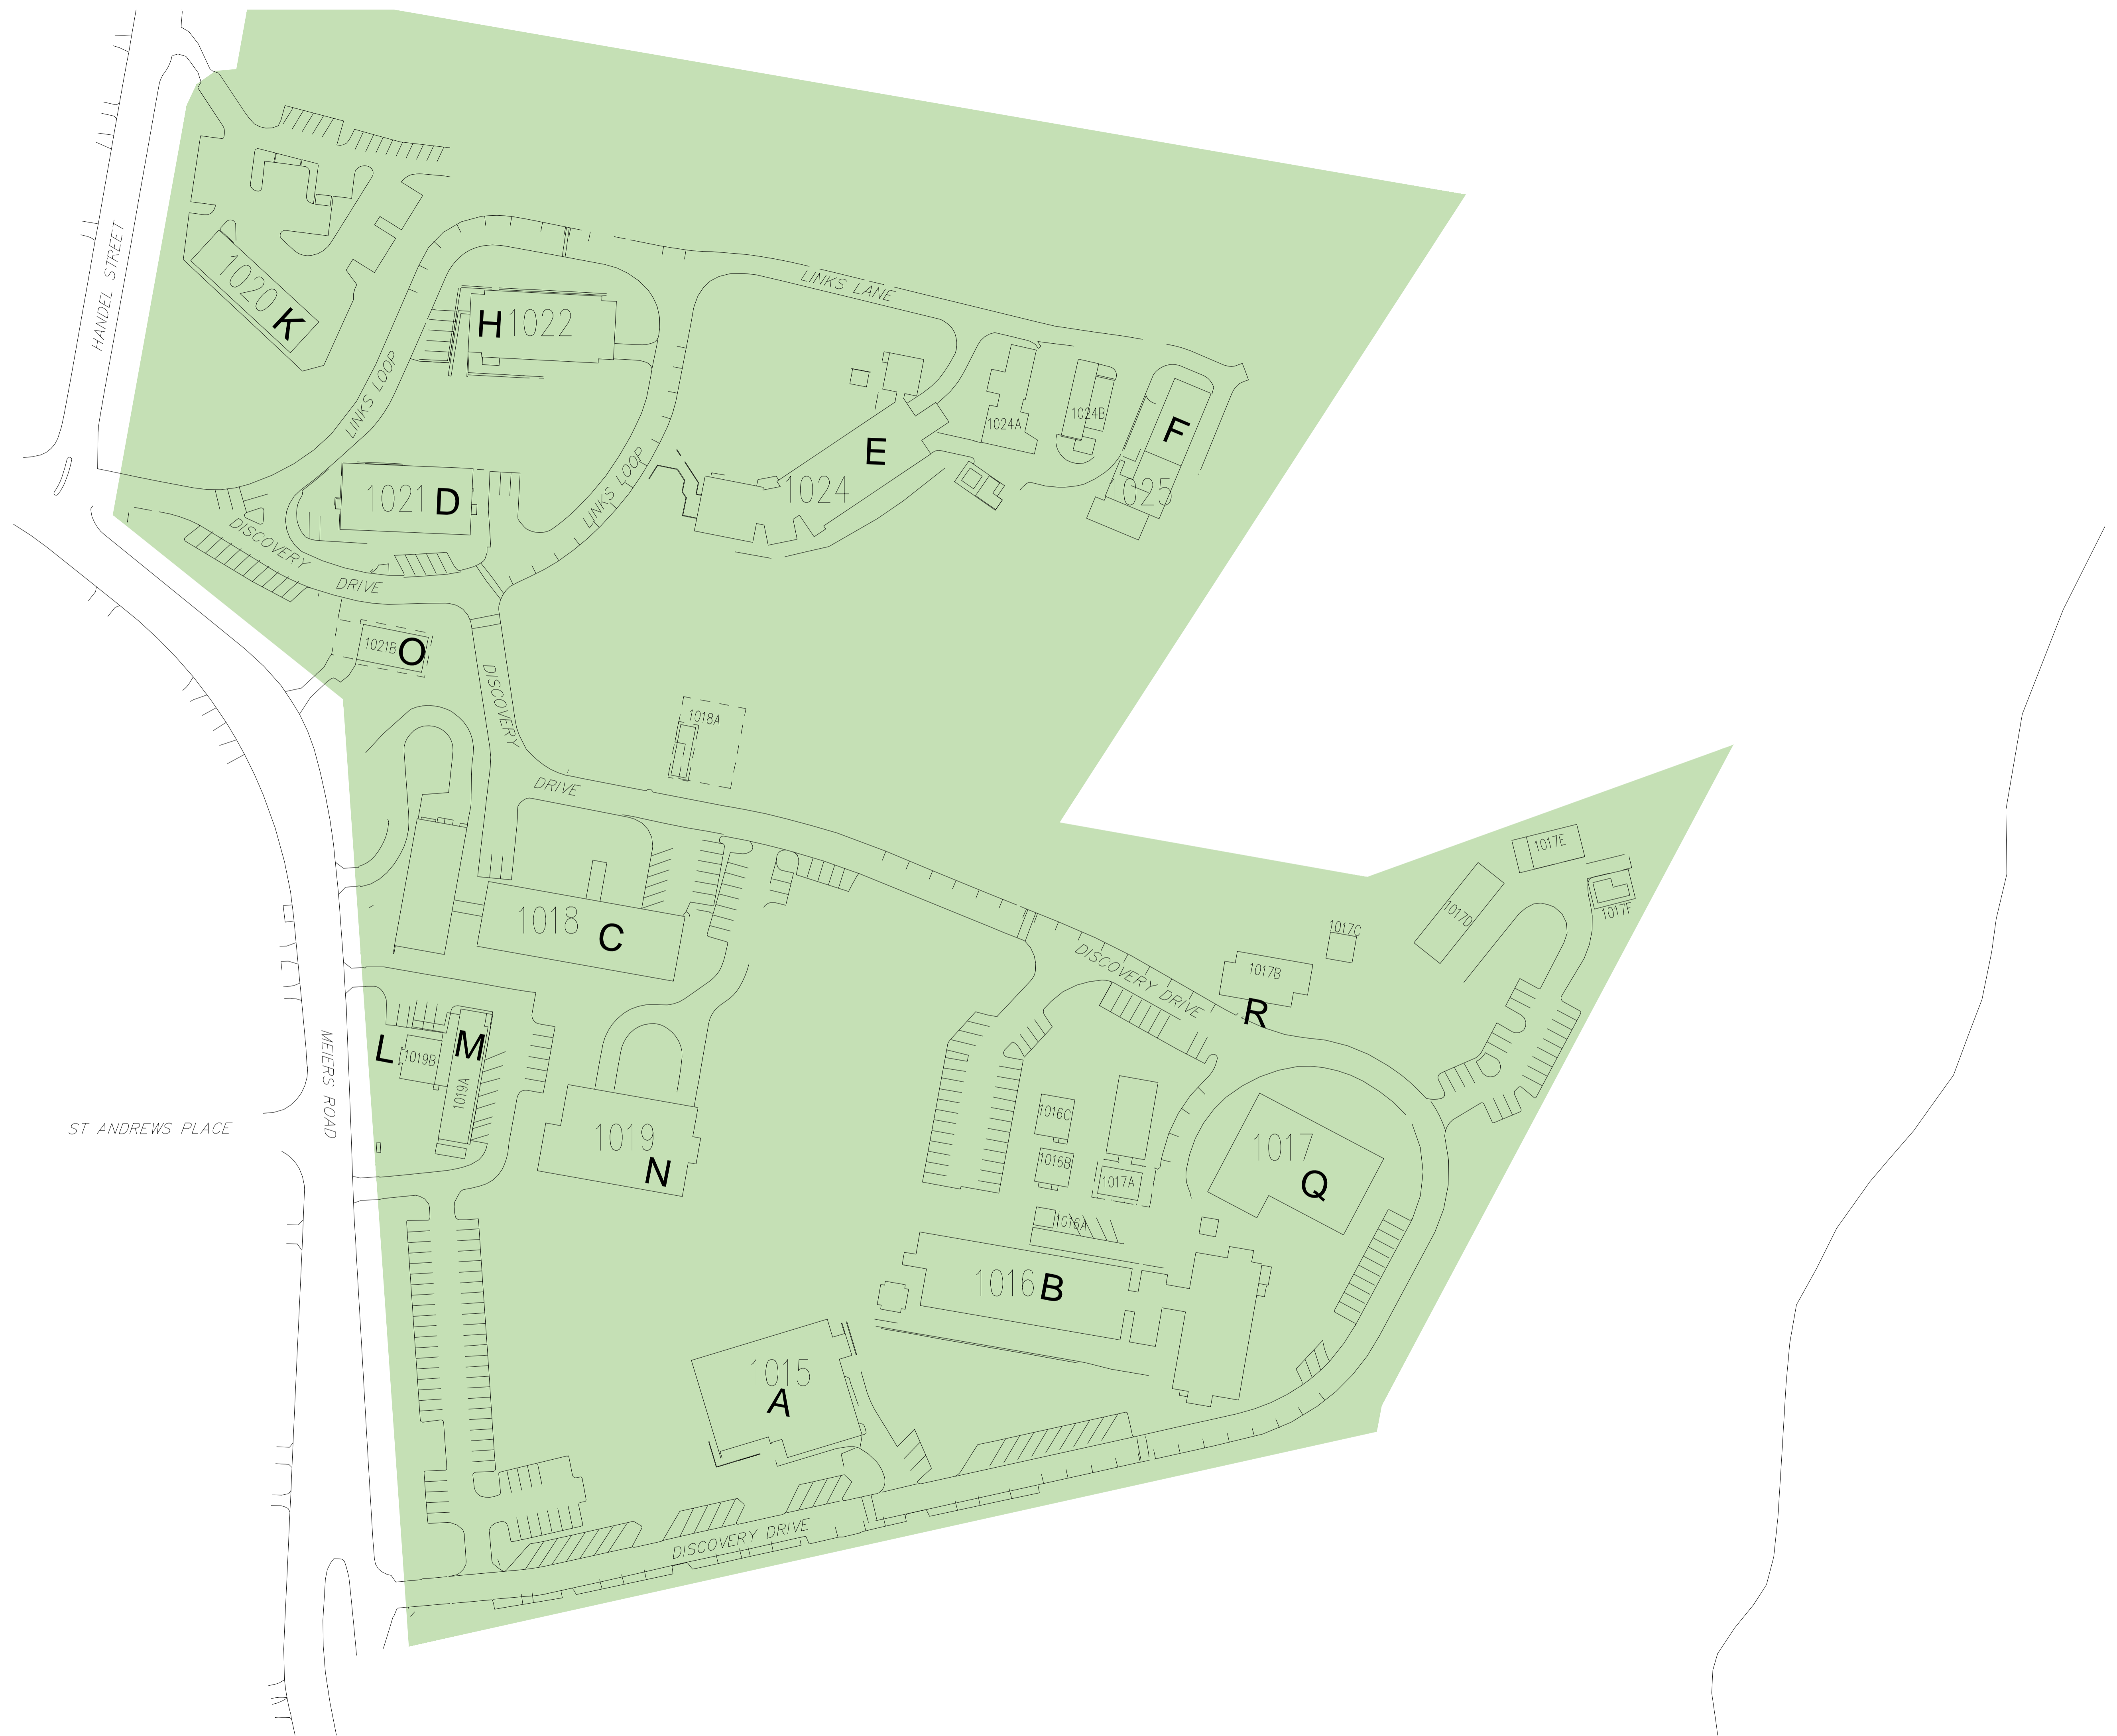 HANDEL STREET
1020 K
LINKS LOOP
H 1022
LINKS LANE
1021 D
LINKS LOOP
E
1024
1024A
1024B
F
1025
DISCOVERY
DRIVE
1021B O
DISCOVERY
DRIVE
1018A
1018 C
DISCOVERY DRIVE
1017B
R
1017C
1017D
1017E
1017F
MEIERS ROAD
L 1019B
M
1019A
ST ANDREWS PLACE
1019
N
1016C
1016B
1017A
1016A
1017
Q
1016 B
1015
A
DISCOVERY DRIVE